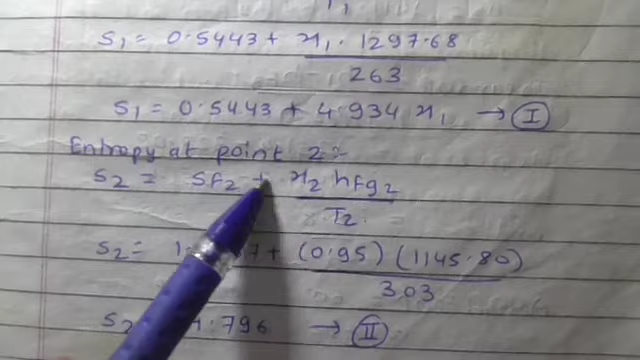 S₁ = 0.5443 + x₁ . 1297.68
263
S₁ = 0.5443 + 4.934 x₁ → I
Entropy at point 2:-
S₂ = SF₂ + x₂ hfg₂
T₂
S₂ = + (0.95) (1145.80)
303
S₂ .796 → II